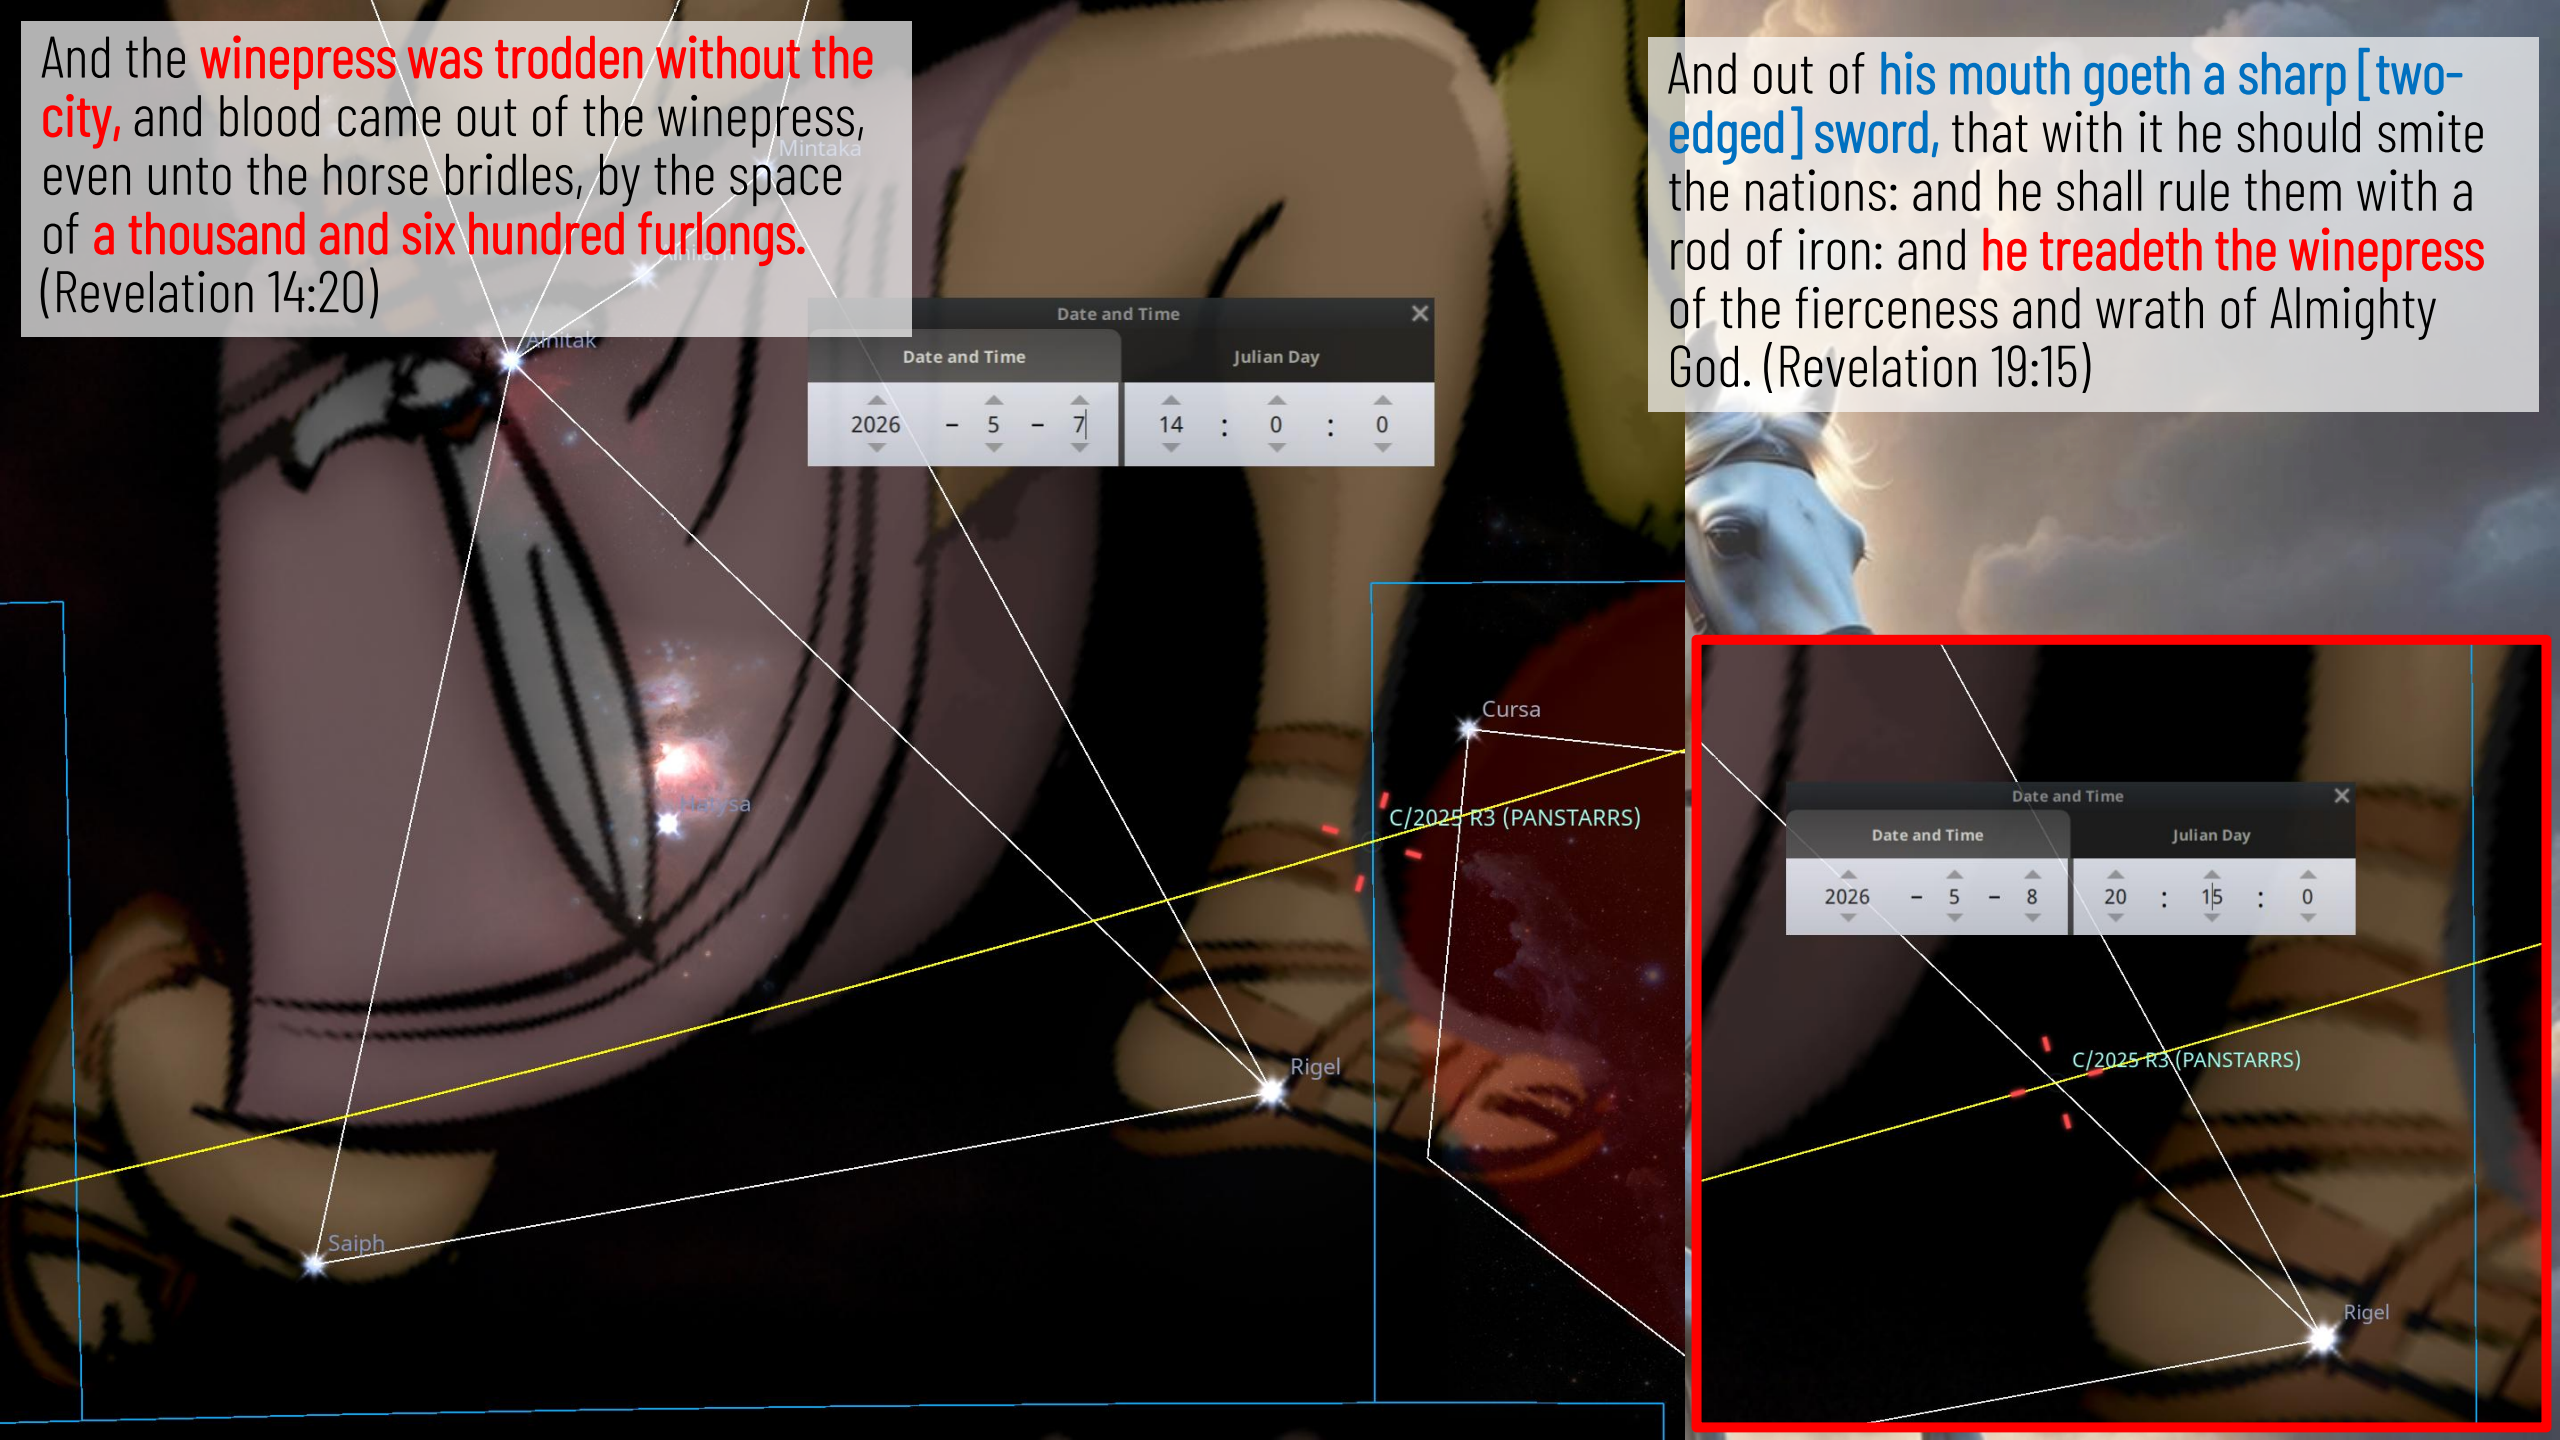 And the winepress was trodden without the
city, and blood came out of the winepress,
even unto the horse bridles, by the space
of a thousand and six hundred furlongs.
(Revelation 14:20)
Mintaka
Alnilam
Alnitak
Date and Time
Date and Time
Julian Day
2026 - 5 - 7
14 : 0 : 0
Hatysa
Cursa
C/2025 R3 (PANSTARRS)
Rigel
Saiph
And out of his mouth goeth a sharp [two-
edged] sword, that with it he should smite
the nations: and he shall rule them with a
rod of iron: and he treadeth the winepress
of the fierceness and wrath of Almighty
God. (Revelation 19:15)
Date and Time
Date and Time
Julian Day
2026 - 5 - 8
20 : 15 : 0
C/2025 R3 (PANSTARRS)
Rigel